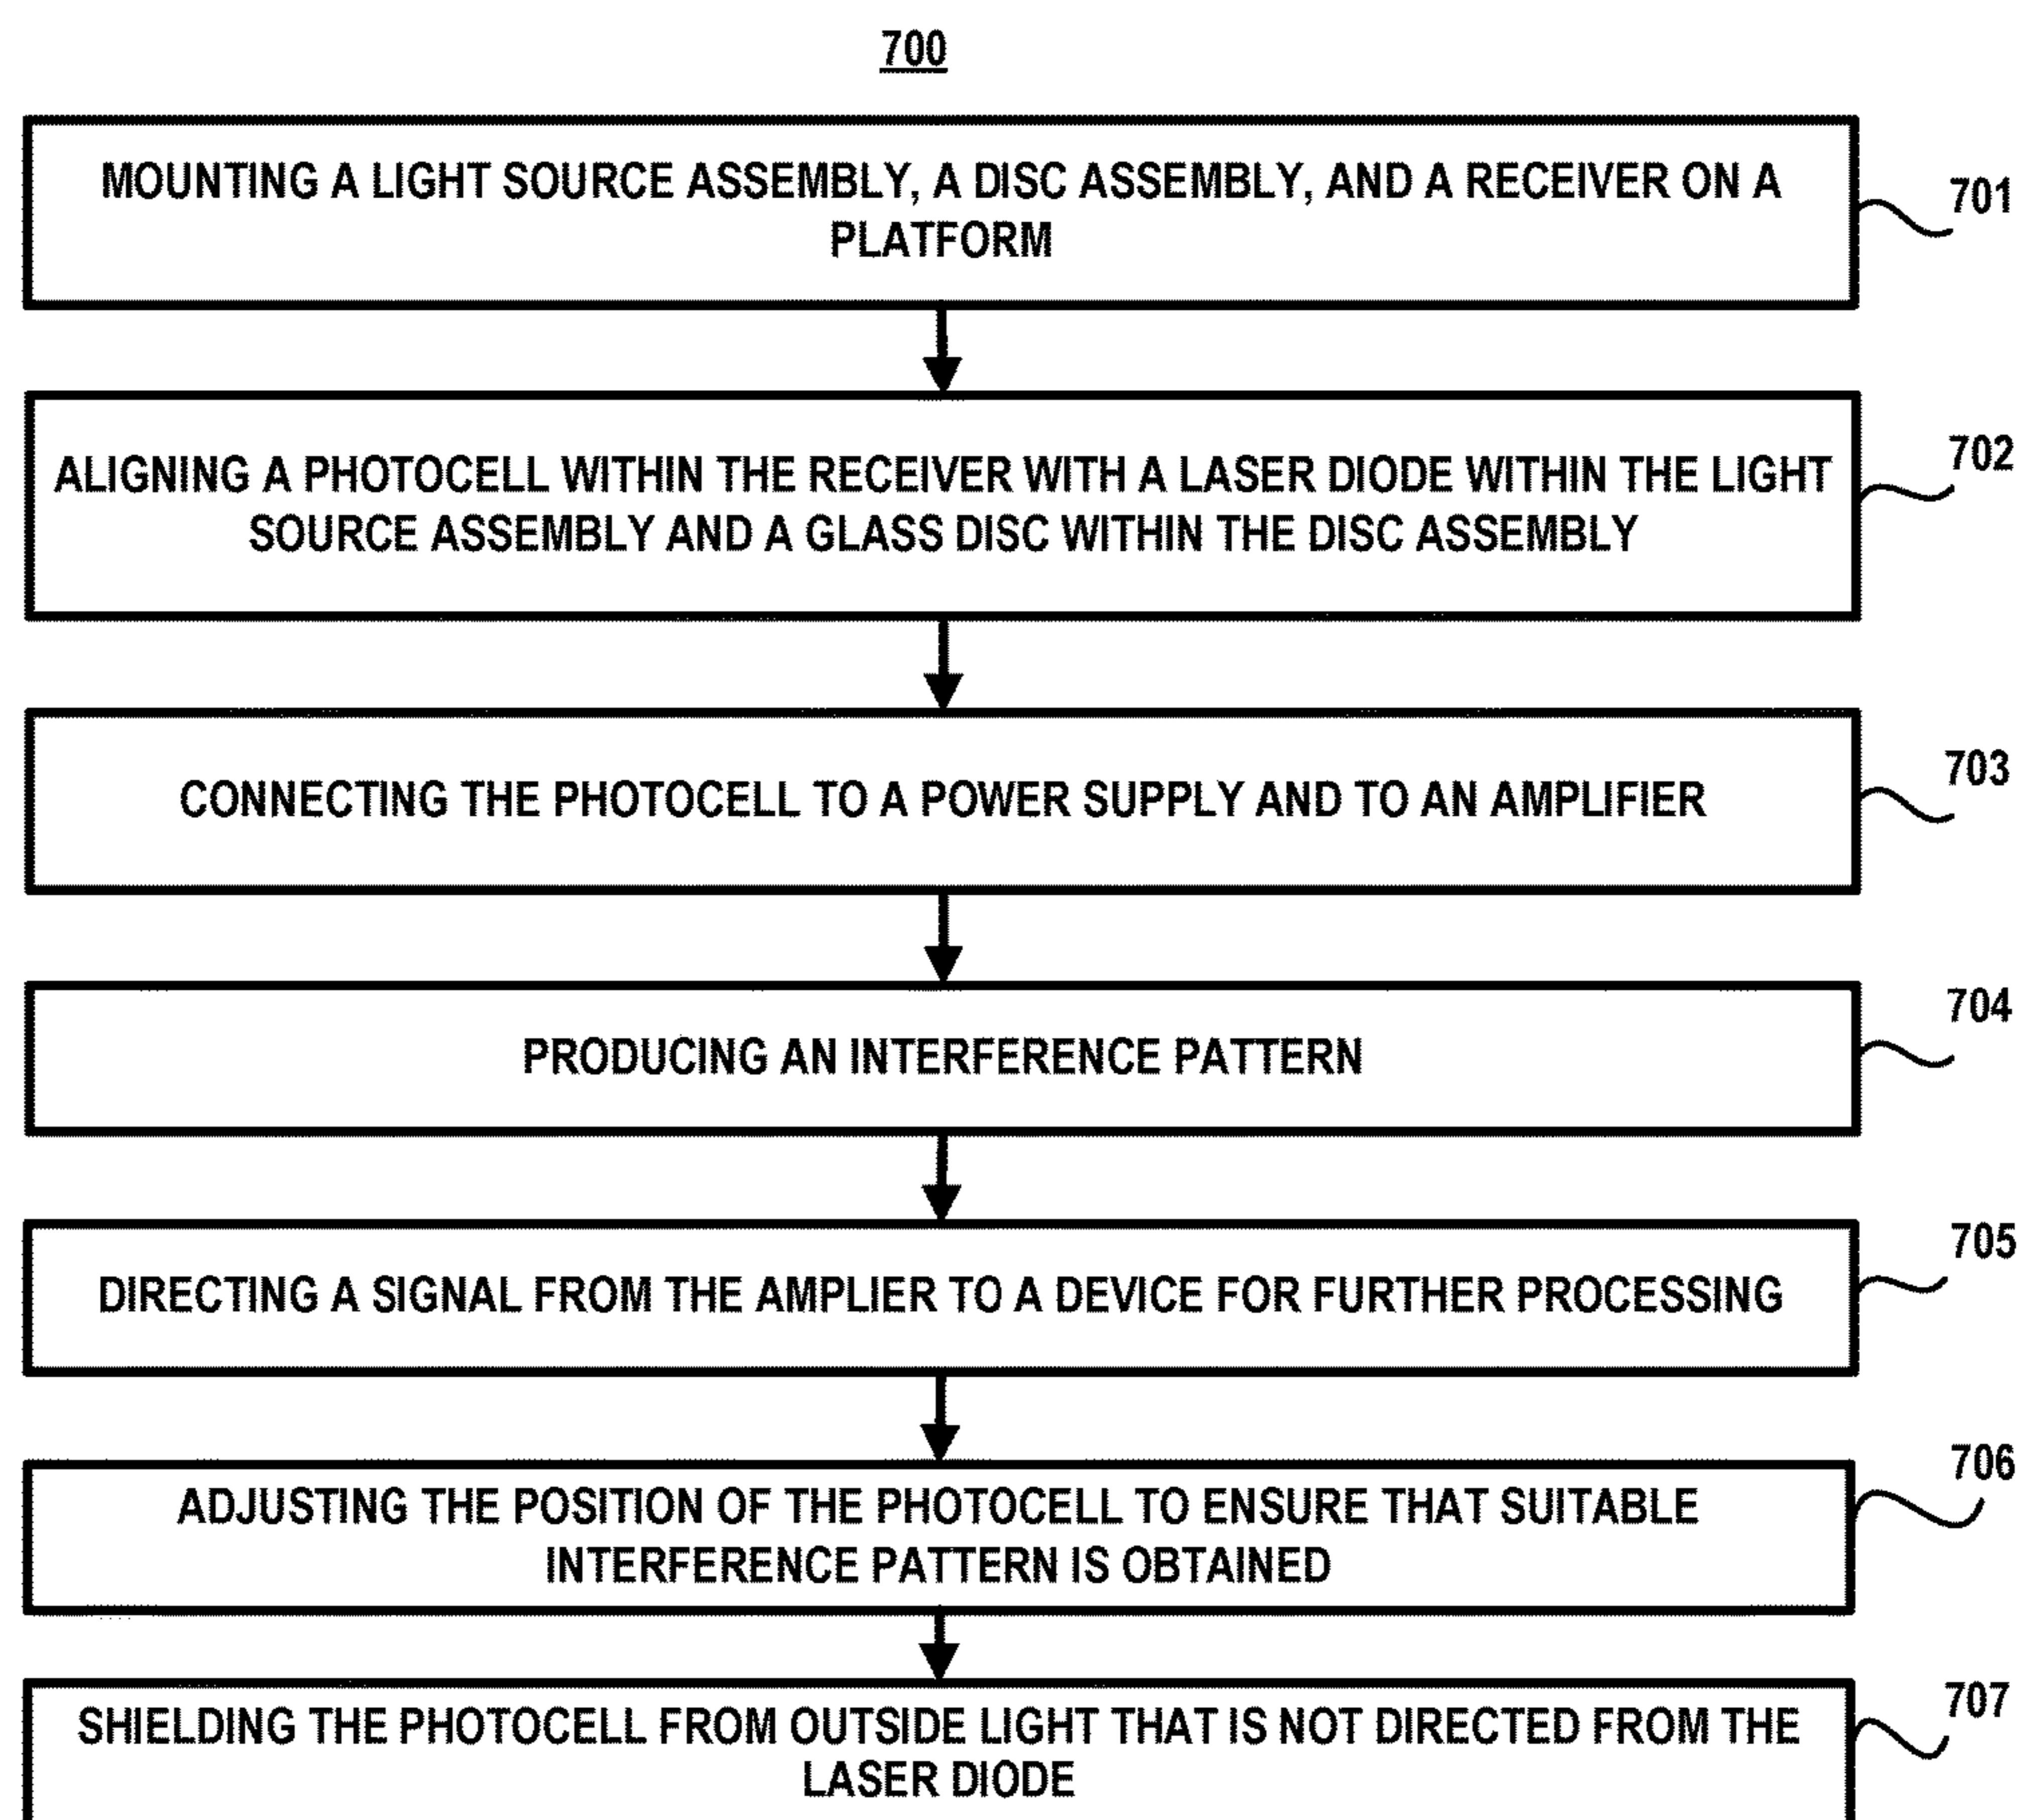 700
MOUNTING A LIGHT SOURCE ASSEMBLY, A DISC ASSEMBLY, AND A RECEIVER ON A
PLATFORM
701
ALIGNING A PHOTOCELL WITHIN THE RECEIVER WITH A LASER DIODE WITHIN THE LIGHT
SOURCE ASSEMBLY AND A GLASS DISC WITHIN THE DISC ASSEMBLY
702
CONNECTING THE PHOTOCELL TO A POWER SUPPLY AND TO AN AMPLIFIER
703
PRODUCING AN INTERFERENCE PATTERN
704
DIRECTING A SIGNAL FROM THE AMPLIER TO A DEVICE FOR FURTHER PROCESSING
705
ADJUSTING THE POSITION OF THE PHOTOCELL TO ENSURE THAT SUITABLE
INTERFERENCE PATTERN IS OBTAINED
706
SHIELDING THE PHOTOCELL FROM OUTSIDE LIGHT THAT IS NOT DIRECTED FROM THE
LASER DIODE
707